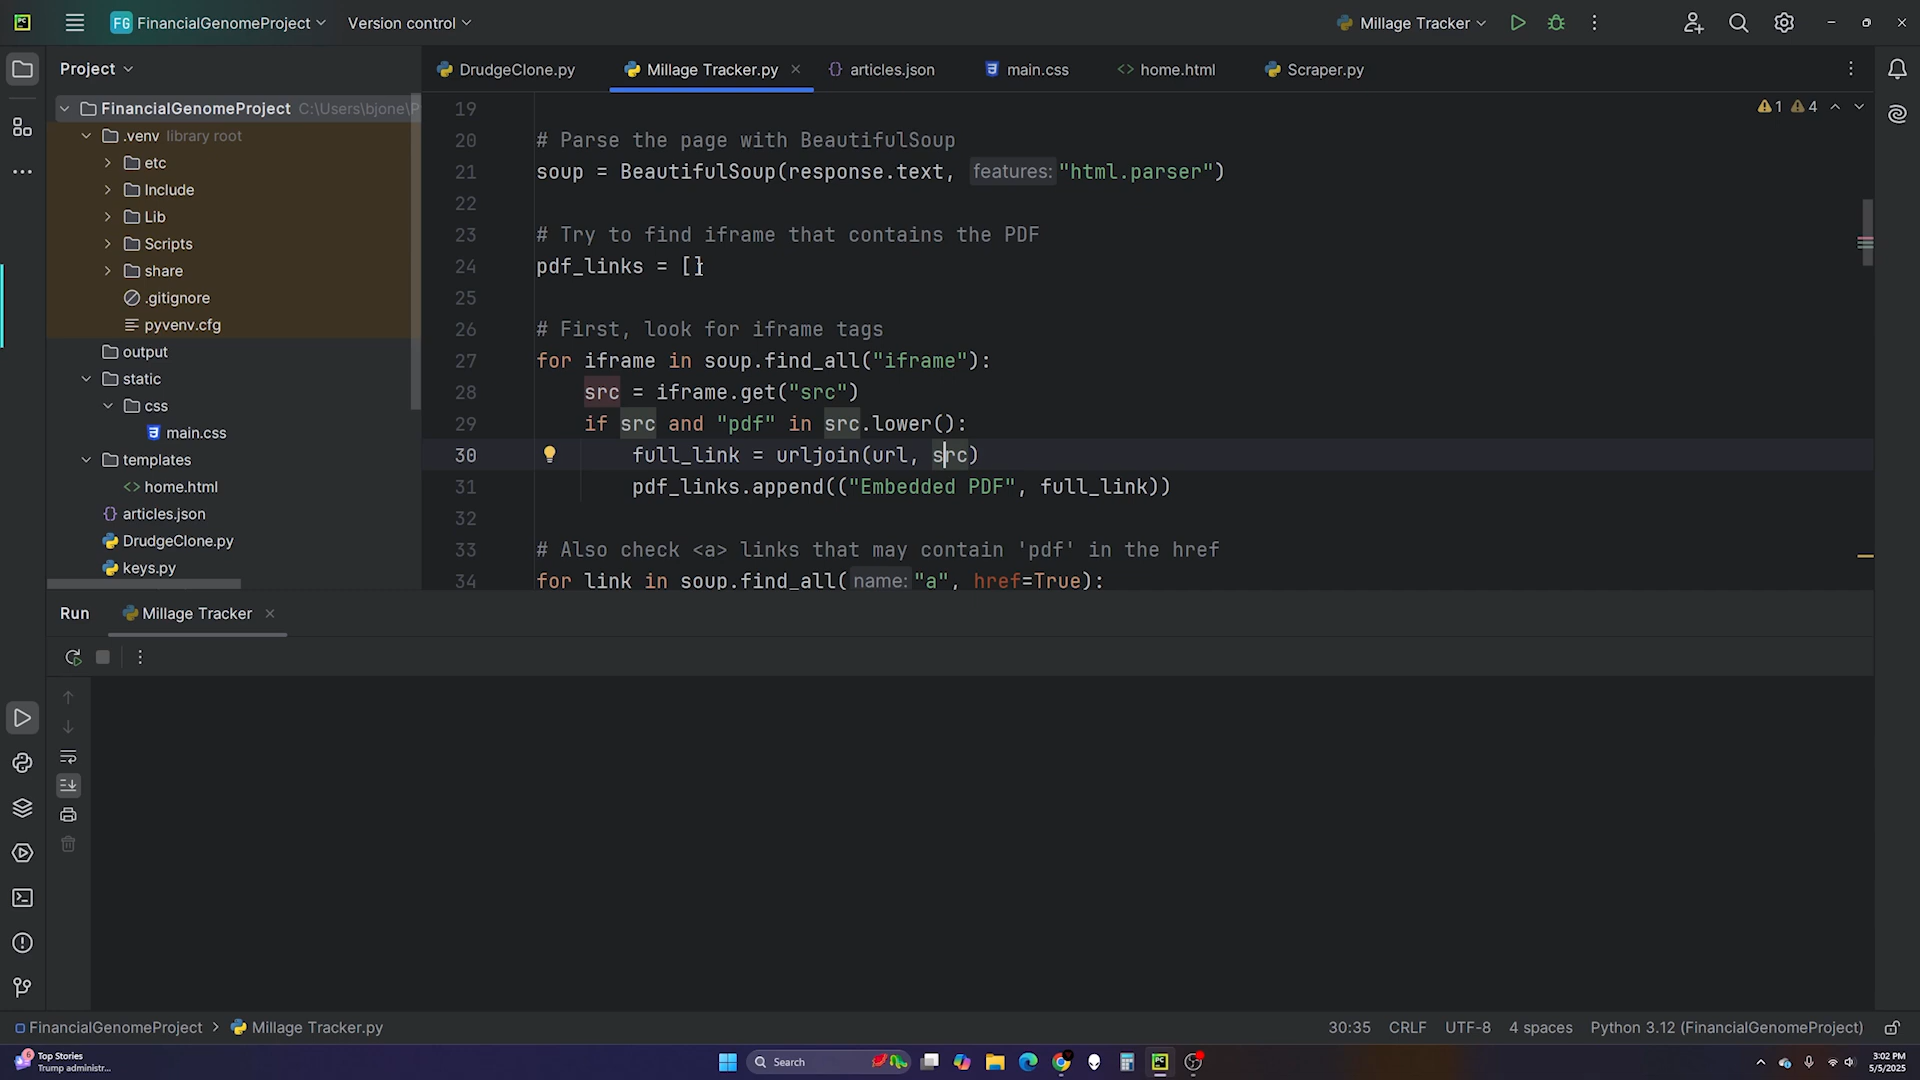 FG FinancialGenomeProject Version control Millage Tracker
Project DrudgeClone.py Millage Tracker.py articles.json main.css home.html Scraper.py
FinancialGenomeProject C:\Users\bjone\P
.venv library root
etc
Include
Lib
Scripts
share
.gitignore
pyvenv.cfg
output
static
css
main.css
templates
home.html
articles.json
DrudgeClone.py
keys.py
1 4
19
20 # Parse the page with BeautifulSoup
21 soup = BeautifulSoup(response.text, features: "html.parser")
22
23 # Try to find iframe that contains the PDF
24 pdf_links = []
25
26 # First, look for iframe tags
27 for iframe in soup.find_all("iframe"):
28 src = iframe.get("src")
29 if src and "pdf" in src.lower():
30 full_link = urljoin(url, src)
31 pdf_links.append(("Embedded PDF", full_link))
32
33 # Also check <a> links that may contain 'pdf' in the href
34 for link in soup.find_all( name: "a", href=True):
Run Millage Tracker
FinancialGenomeProject > Millage Tracker.py 30:35 CRLF UTF-8 4 spaces Python 3.12 (FinancialGenomeProject)
Top Stories
Trump administr...
Search
3:02 PM
5/5/2025